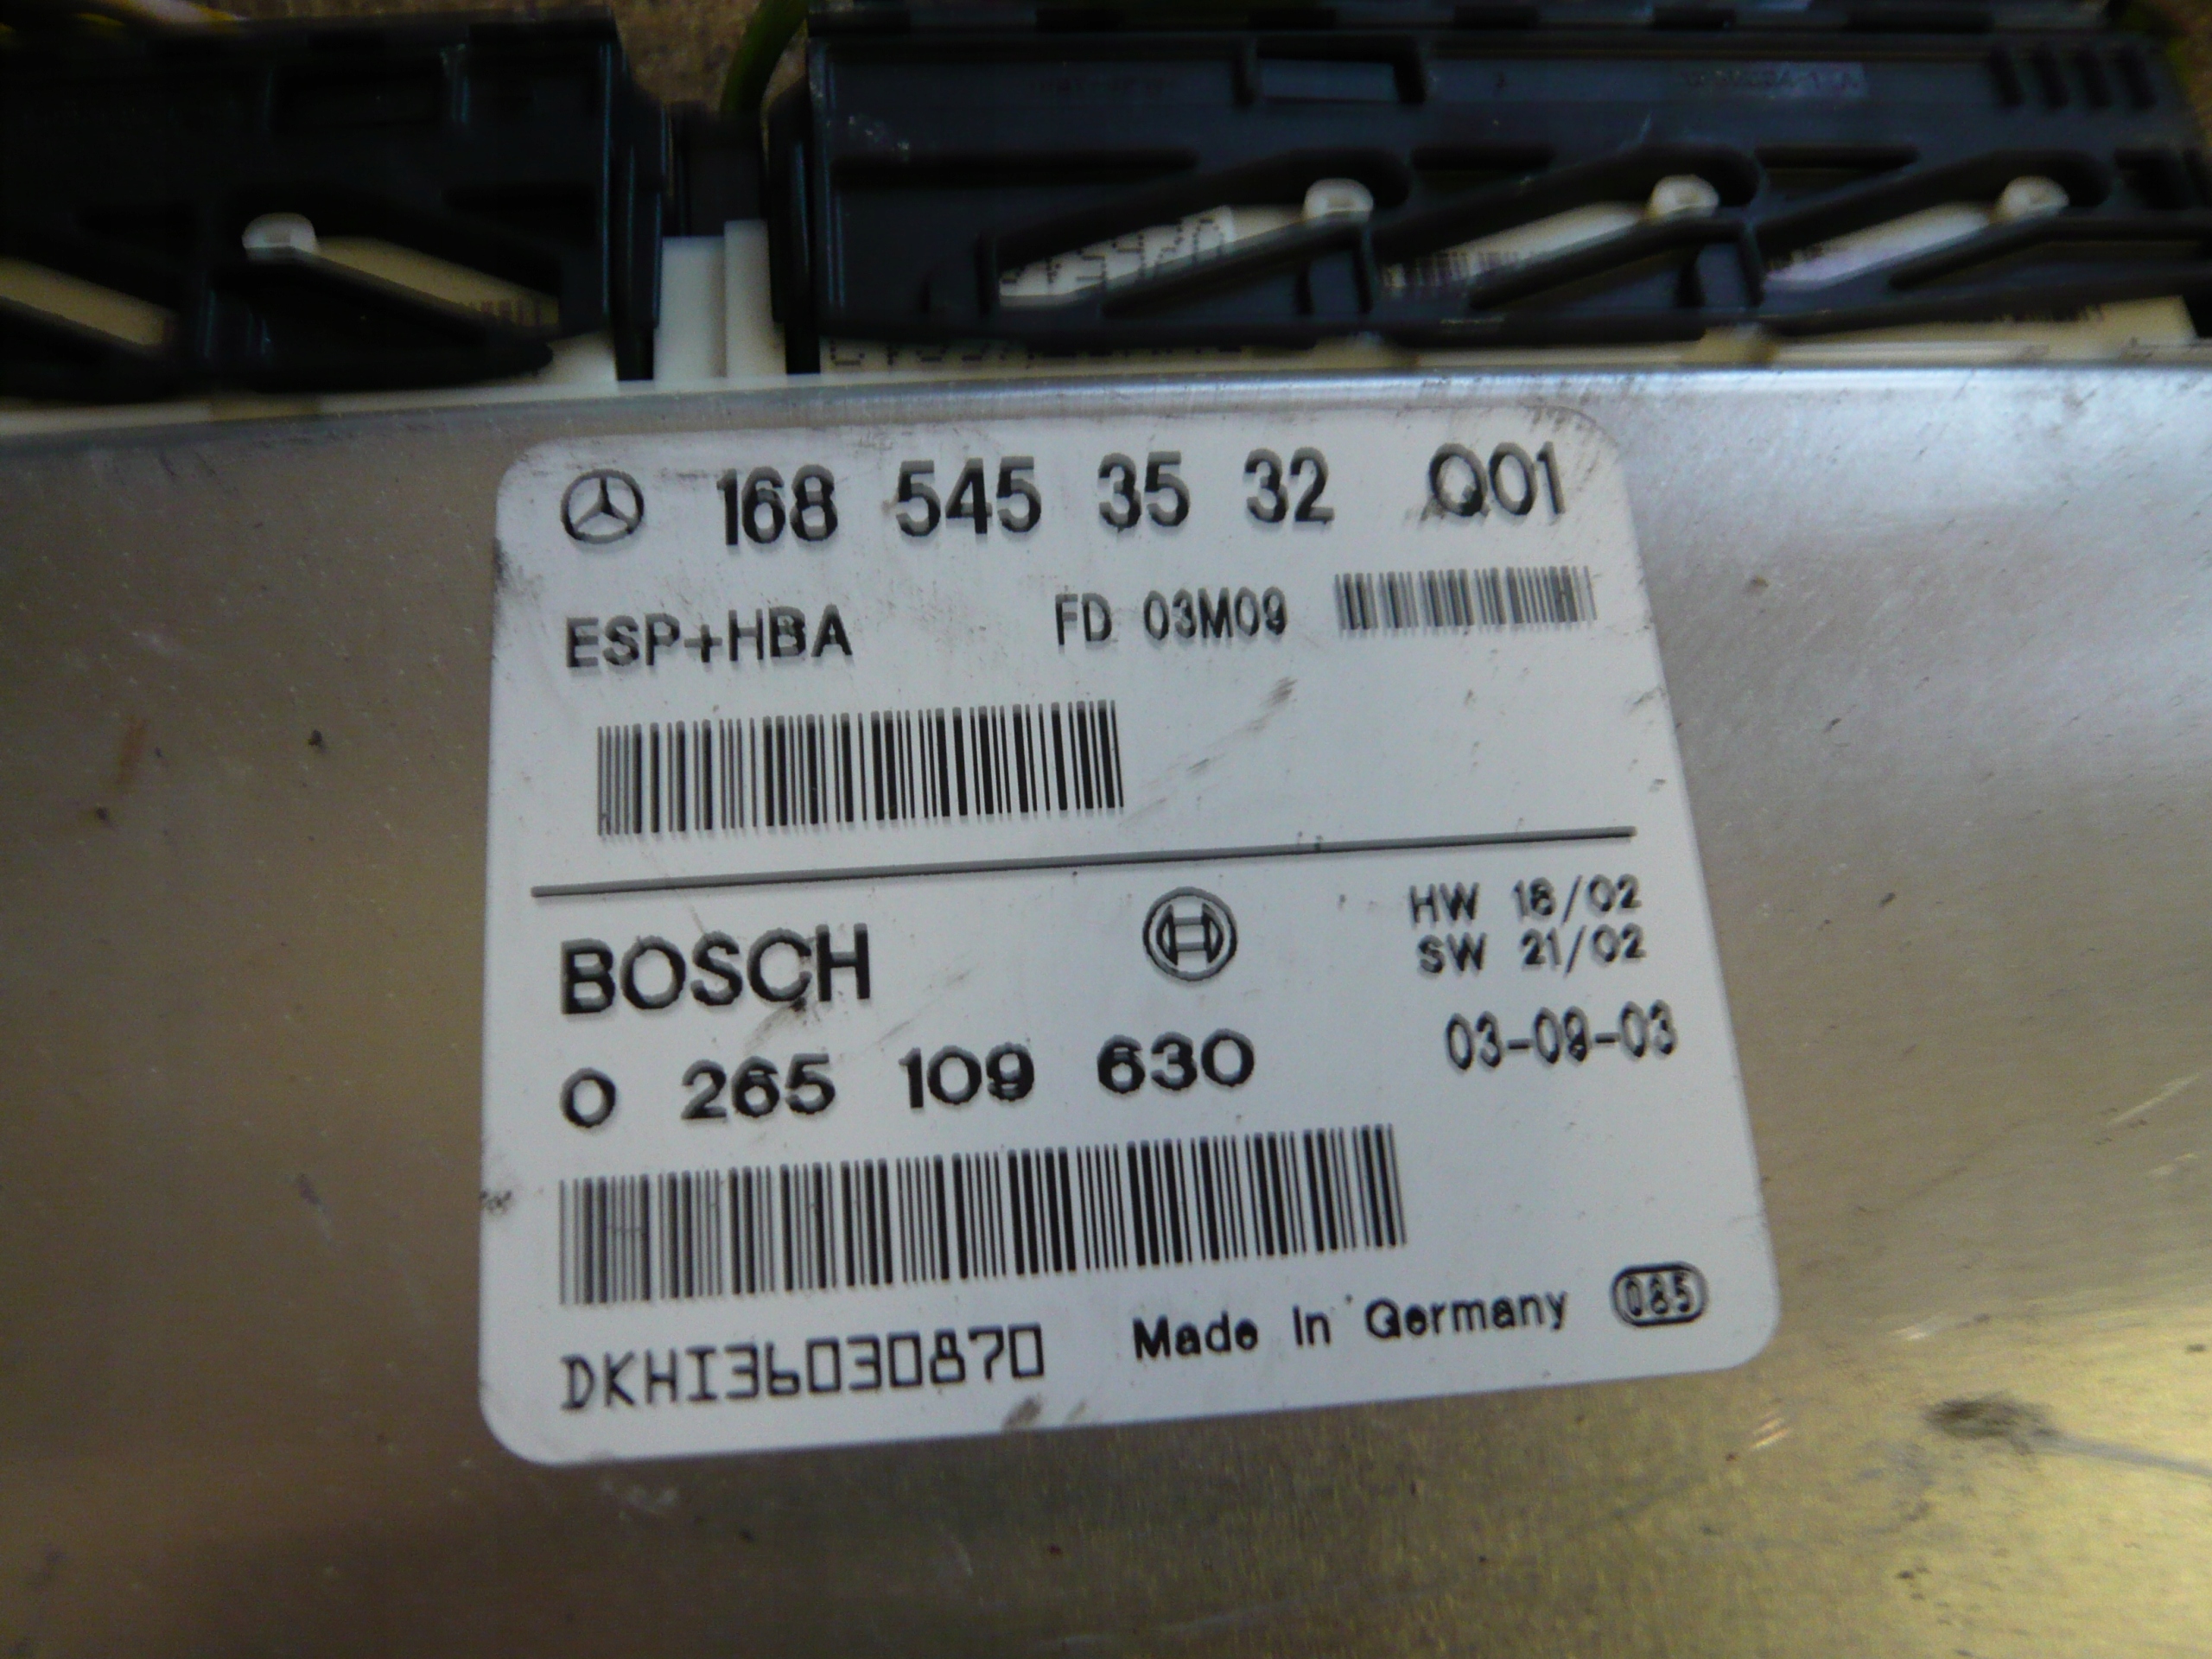 168 545 35 32 Q01
ESP+HBA FD 03M09
BOSCH
HW 18/02
SW 21/02
0 265 109 630 03-09-03
DKHI36030870 Made in Germany 085